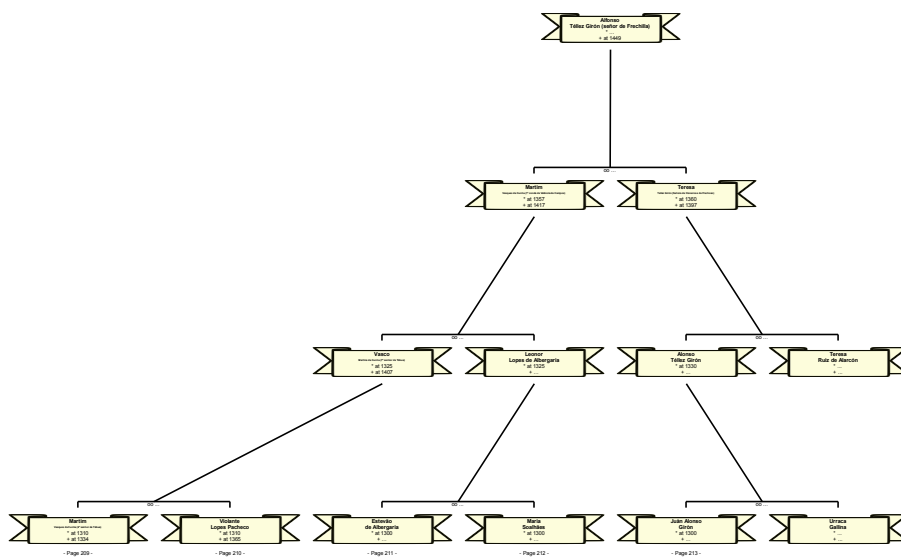 Alfonso
Téllez Girón (señor de Frechilla)
* ...
+ at 1449
oo ...
Martim
* at 1357
+ at 1417
Teresa
* at 1360
+ at 1397
oo ...
oo ...
Vasco
* at 1325
+ at 1407
Leonor
Lopes de Albergaria
* at 1325
+ ...
Alonso
Téllez Girón
* at 1330
+ ...
Teresa
Ruiz de Alarcón
* ...
+ ...
oo ...
oo ...
oo ...
Martim
* at 1310
+ at 1334
Violante
Lopes Pacheco
* at 1310
+ at 1365
Estevão
de Albergaria
* at 1300
+ ...
Maria
Soalhães
* at 1300
+ ...
Juán Alonso
Girón
* at 1300
+ ...
Urraca
Gallina
* ...
+ ...
- Page 209 -
- Page 210 -
- Page 211 -
- Page 212 -
- Page 213 -